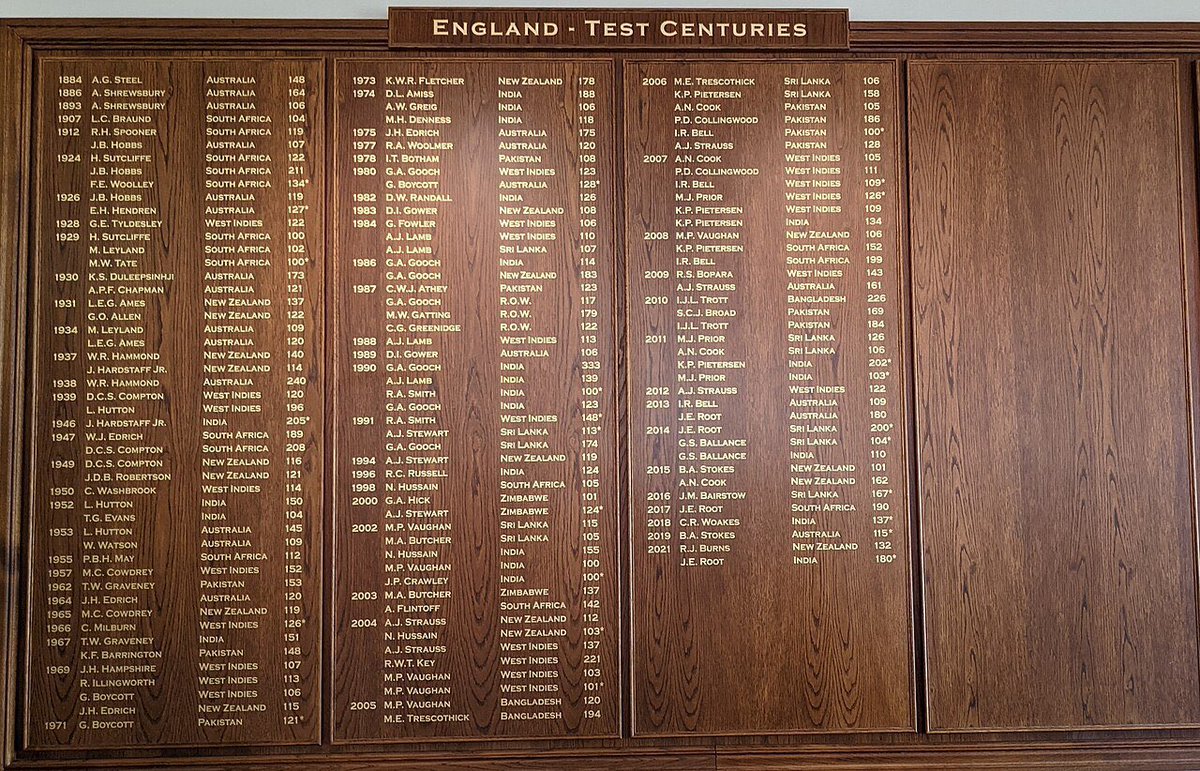 ENGLAND - TEST CENTURIES
1884 A.G. STEEL AUSTRALIA 148
1886 A. SHREWSBURY AUSTRALIA 164
1893 A. SHREWSBURY AUSTRALIA 106
1907 L.C. BRAUND SOUTH AFRICA 104
1912 R.H. SPOONER SOUTH AFRICA 119
J.B. HOBBS AUSTRALIA 107
1924 H. SUTCLIFFE SOUTH AFRICA 122
J.B. HOBBS SOUTH AFRICA 211
F.E. WOOLLEY SOUTH AFRICA 134*
1926 J.B. HOBBS AUSTRALIA 119
E.H. HENDREN AUSTRALIA 127*
1928 G.E. TYLDESLEY WEST INDIES 122
1929 H. SUTCLIFFE SOUTH AFRICA 100
M. LEYLAND SOUTH AFRICA 102
M.W. TATE SOUTH AFRICA 100*
1930 K.S. DULEEPSINHJI AUSTRALIA 173
A.P.F. CHAPMAN AUSTRALIA 121
1931 L.E.G. AMES NEW ZEALAND 137
G.O. ALLEN NEW ZEALAND 122
1934 M. LEYLAND AUSTRALIA 109
L.E.G. AMES AUSTRALIA 120
1937 W.R. HAMMOND NEW ZEALAND 140
J. HARDSTAFF JR. NEW ZEALAND 114
1938 W.R. HAMMOND AUSTRALIA 240
1939 D.C.S. COMPTON WEST INDIES 120
L. HUTTON WEST INDIES 196
1946 J. HARDSTAFF JR. INDIA 205*
1947 W.J. EDRICH SOUTH AFRICA 189
D.C.S. COMPTON SOUTH AFRICA 208
1949 D.C.S. COMPTON NEW ZEALAND 116
J.D.B. ROBERTSON NEW ZEALAND 121
1950 C. WASHBROOK WEST INDIES 114
1952 L. HUTTON INDIA 150
T.G. EVANS INDIA 104
1953 L. HUTTON AUSTRALIA 145
W. WATSON AUSTRALIA 109
1955 P.B.H. MAY SOUTH AFRICA 112
1957 M.C. COWDREY WEST INDIES 152
1962 T.W. GRAVENEY PAKISTAN 153
1964 J.H. EDRICH AUSTRALIA 120
1965 M.C. COWDREY NEW ZEALAND 119
1966 C. MILBURN WEST INDIES 126*
1967 T.W. GRAVENEY INDIA 151
K.F. BARRINGTON PAKISTAN 148
1969 J.H. HAMPSHIRE WEST INDIES 107
R. ILLINGWORTH WEST INDIES 113
G. BOYCOTT WEST INDIES 106
J.H. EDRICH NEW ZEALAND 115
1971 G. BOYCOTT PAKISTAN 121*
1973 K.W.R. FLETCHER NEW ZEALAND 178
1974 D.L. AMISS INDIA 188
A.W. GREIG INDIA 106
M.H. DENNESS INDIA 118
1975 J.H. EDRICH AUSTRALIA 175
1977 R.A. WOOLMER AUSTRALIA 120
1978 I.T. BOTHAM PAKISTAN 108
1980 G.A. GOOCH WEST INDIES 123
G. BOYCOTT AUSTRALIA 128*
1982 D.W. RANDALL INDIA 126
1983 D.I. GOWER NEW ZEALAND 108
1984 G. FOWLER WEST INDIES 106
A.J. LAMB WEST INDIES 110
A.J. LAMB SRI LANKA 107
1986 G.A. GOOCH INDIA 114
G.A. GOOCH NEW ZEALAND 183
1987 C.W.J. ATHEY PAKISTAN 123
G.A. GOOCH R.O.W. 117
M.W. GATTING R.O.W. 179
C.G. GREENIDGE R.O.W. 122
1988 A.J. LAMB WEST INDIES 113
1989 D.I. GOWER AUSTRALIA 106
1990 G.A. GOOCH INDIA 333
A.J. LAMB INDIA 139
R.A. SMITH INDIA 100*
G.A. GOOCH INDIA 123
1991 R.A. SMITH WEST INDIES 148*
A.J. STEWART SRI LANKA 113*
G.A. GOOCH SRI LANKA 174
1994 A.J. STEWART NEW ZEALAND 119
1996 R.C. RUSSELL INDIA 124
1998 N. HUSSAIN SOUTH AFRICA 105
2000 G.A. HICK ZIMBABWE 101
A.J. STEWART ZIMBABWE 124*
2002 M.P. VAUGHAN SRI LANKA 115
M.A. BUTCHER SRI LANKA 105
N. HUSSAIN INDIA 155
M.P. VAUGHAN INDIA 100
J.P. CRAWLEY INDIA 100*
2003 M.A. BUTCHER ZIMBABWE 137
A. FLINTOFF SOUTH AFRICA 142
2004 A.J. STRAUSS NEW ZEALAND 112
N. HUSSAIN NEW ZEALAND 103*
A.J. STRAUSS WEST INDIES 137
R.W.T. KEY WEST INDIES 221
M.P. VAUGHAN WEST INDIES 103
M.P. VAUGHAN WEST INDIES 101*
2005 M.P. VAUGHAN BANGLADESH 120
M.E. TRESCOTHICK BANGLADESH 194
2006 M.E. TRESCOTHICK SRI LANKA 106
K.P. PIETERSEN SRI LANKA 158
A.N. COOK PAKISTAN 105
P.D. COLLINGWOOD PAKISTAN 186
I.R. BELL PAKISTAN 100*
A.J. STRAUSS PAKISTAN 128
2007 A.N. COOK WEST INDIES 105
P.D. COLLINGWOOD WEST INDIES 111
I.R. BELL WEST INDIES 109*
M.J. PRIOR WEST INDIES 126*
K.P. PIETERSEN WEST INDIES 109
K.P. PIETERSEN INDIA 134
2008 M.P. VAUGHAN NEW ZEALAND 106
K.P. PIETERSEN SOUTH AFRICA 152
I.R. BELL SOUTH AFRICA 199
2009 R.S. BOPARA WEST INDIES 143
A.J. STRAUSS AUSTRALIA 161
2010 I.J.L. TROTT BANGLADESH 226
S.C.J. BROAD PAKISTAN 169
I.J.L. TROTT PAKISTAN 184
2011 M.J. PRIOR SRI LANKA 126
A.N. COOK SRI LANKA 106
K.P. PIETERSEN INDIA 202*
M.J. PRIOR INDIA 103*
2012 A.J. STRAUSS WEST INDIES 122
2013 I.R. BELL AUSTRALIA 109
J.E. ROOT AUSTRALIA 180
2014 J.E. ROOT SRI LANKA 200*
G.S. BALLANCE SRI LANKA 104*
G.S. BALLANCE INDIA 110
2015 B.A. STOKES NEW ZEALAND 101
A.N. COOK NEW ZEALAND 162
2016 J.M. BAIRSTOW SRI LANKA 167*
2017 J.E. ROOT SOUTH AFRICA 190
2018 C.R. WOAKES INDIA 137*
2019 B.A. STOKES AUSTRALIA 115*
2021 R.J. BURNS NEW ZEALAND 132
J.E. ROOT INDIA 180*